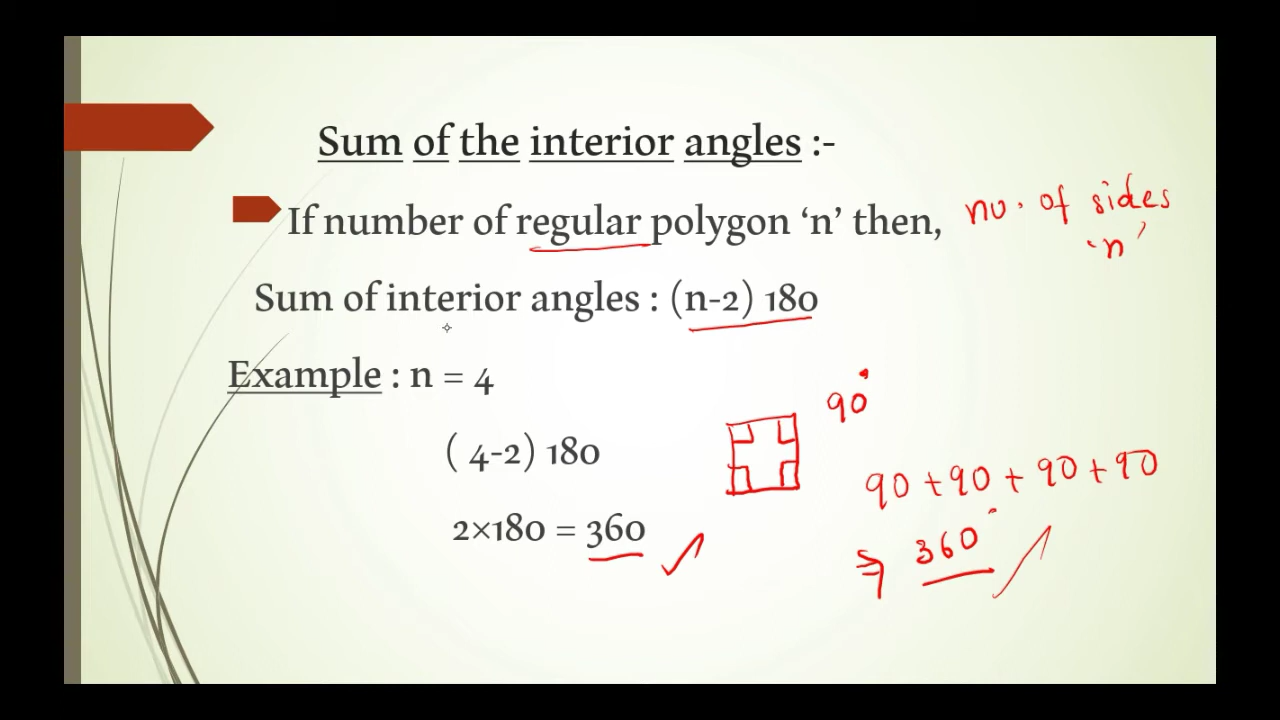 Sum of the interior angles :-
If number of regular polygon ‘n’ then,
no. of sides
‘n’
Sum of interior angles : (n-2) 180
Example : n = 4
90°
( 4-2) 180
90 + 90 + 90 + 90
2×180 = 360
⇒ 360°